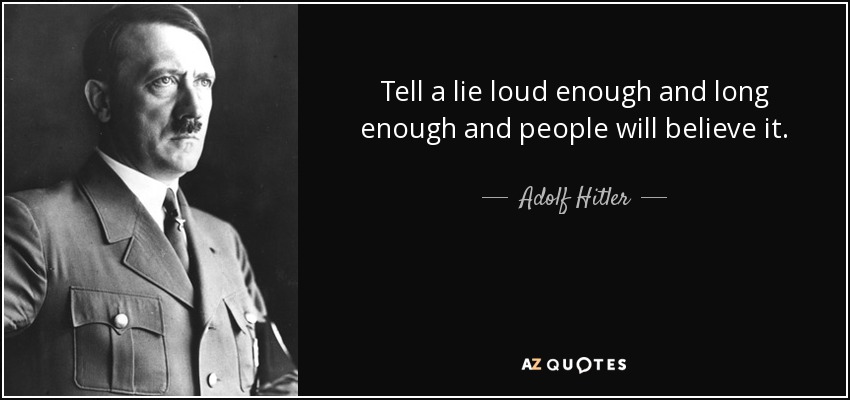 Tell a lie loud enough and long
enough and people will believe it.
— Adolf Hitler —
AZ QUOTES